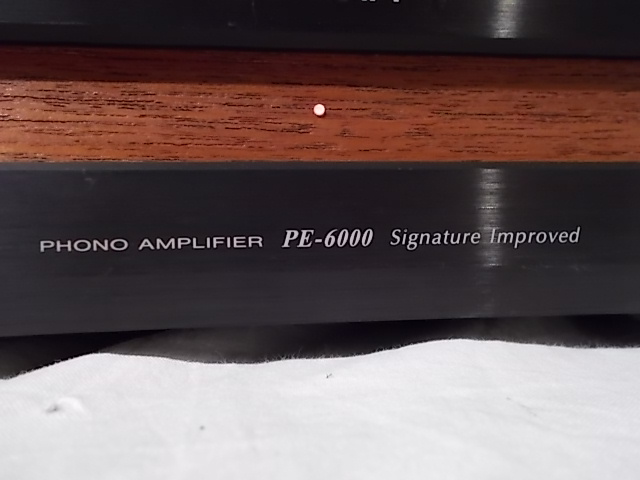 PHONO AMPLIFIER PE-6000 Signature Improved